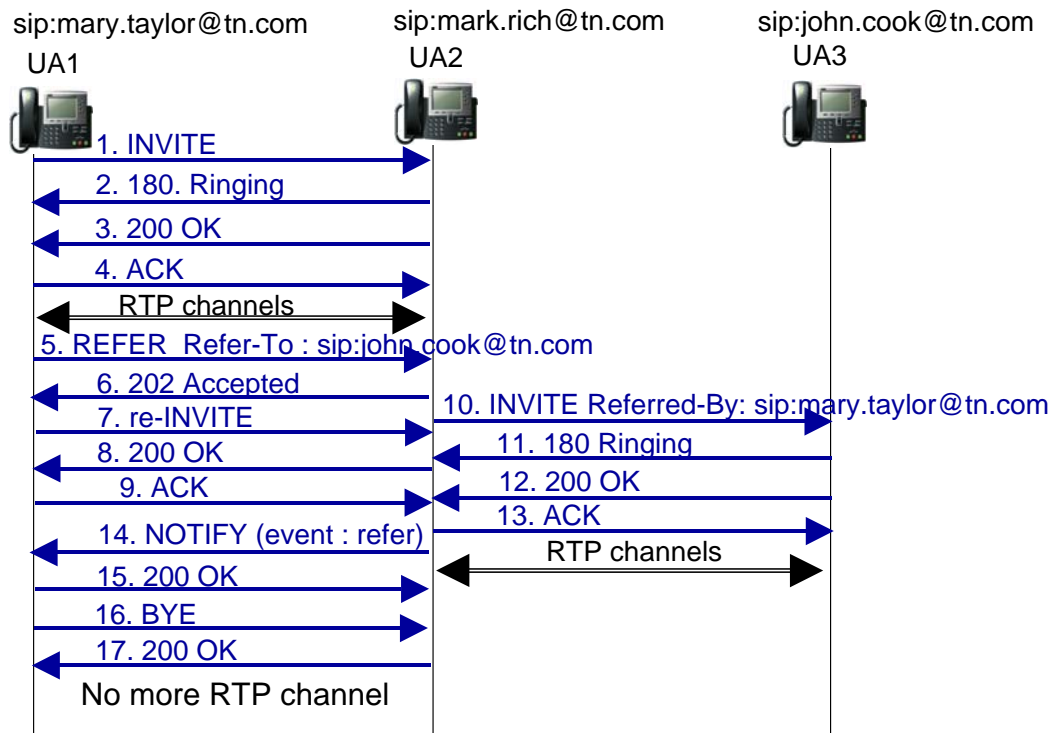 sip:mary.taylor@tn.com
sip:mark.rich@tn.com
sip:john.cook@tn.com
UA1
UA2
UA3
1. INVITE
2. 180. Ringing
3. 200 OK
4. ACK
RTP channels
5. REFER Refer-To : sip:john.cook@tn.com
6. 202 Accepted
10. INVITE Referred-By: sip:mary.taylor@tn.com
7. re-INVITE
11. 180 Ringing
8. 200 OK
12. 200 OK
9. ACK
13. ACK
14. NOTIFY (event : refer)
RTP channels
15. 200 OK
16. BYE
17. 200 OK
No more RTP channel